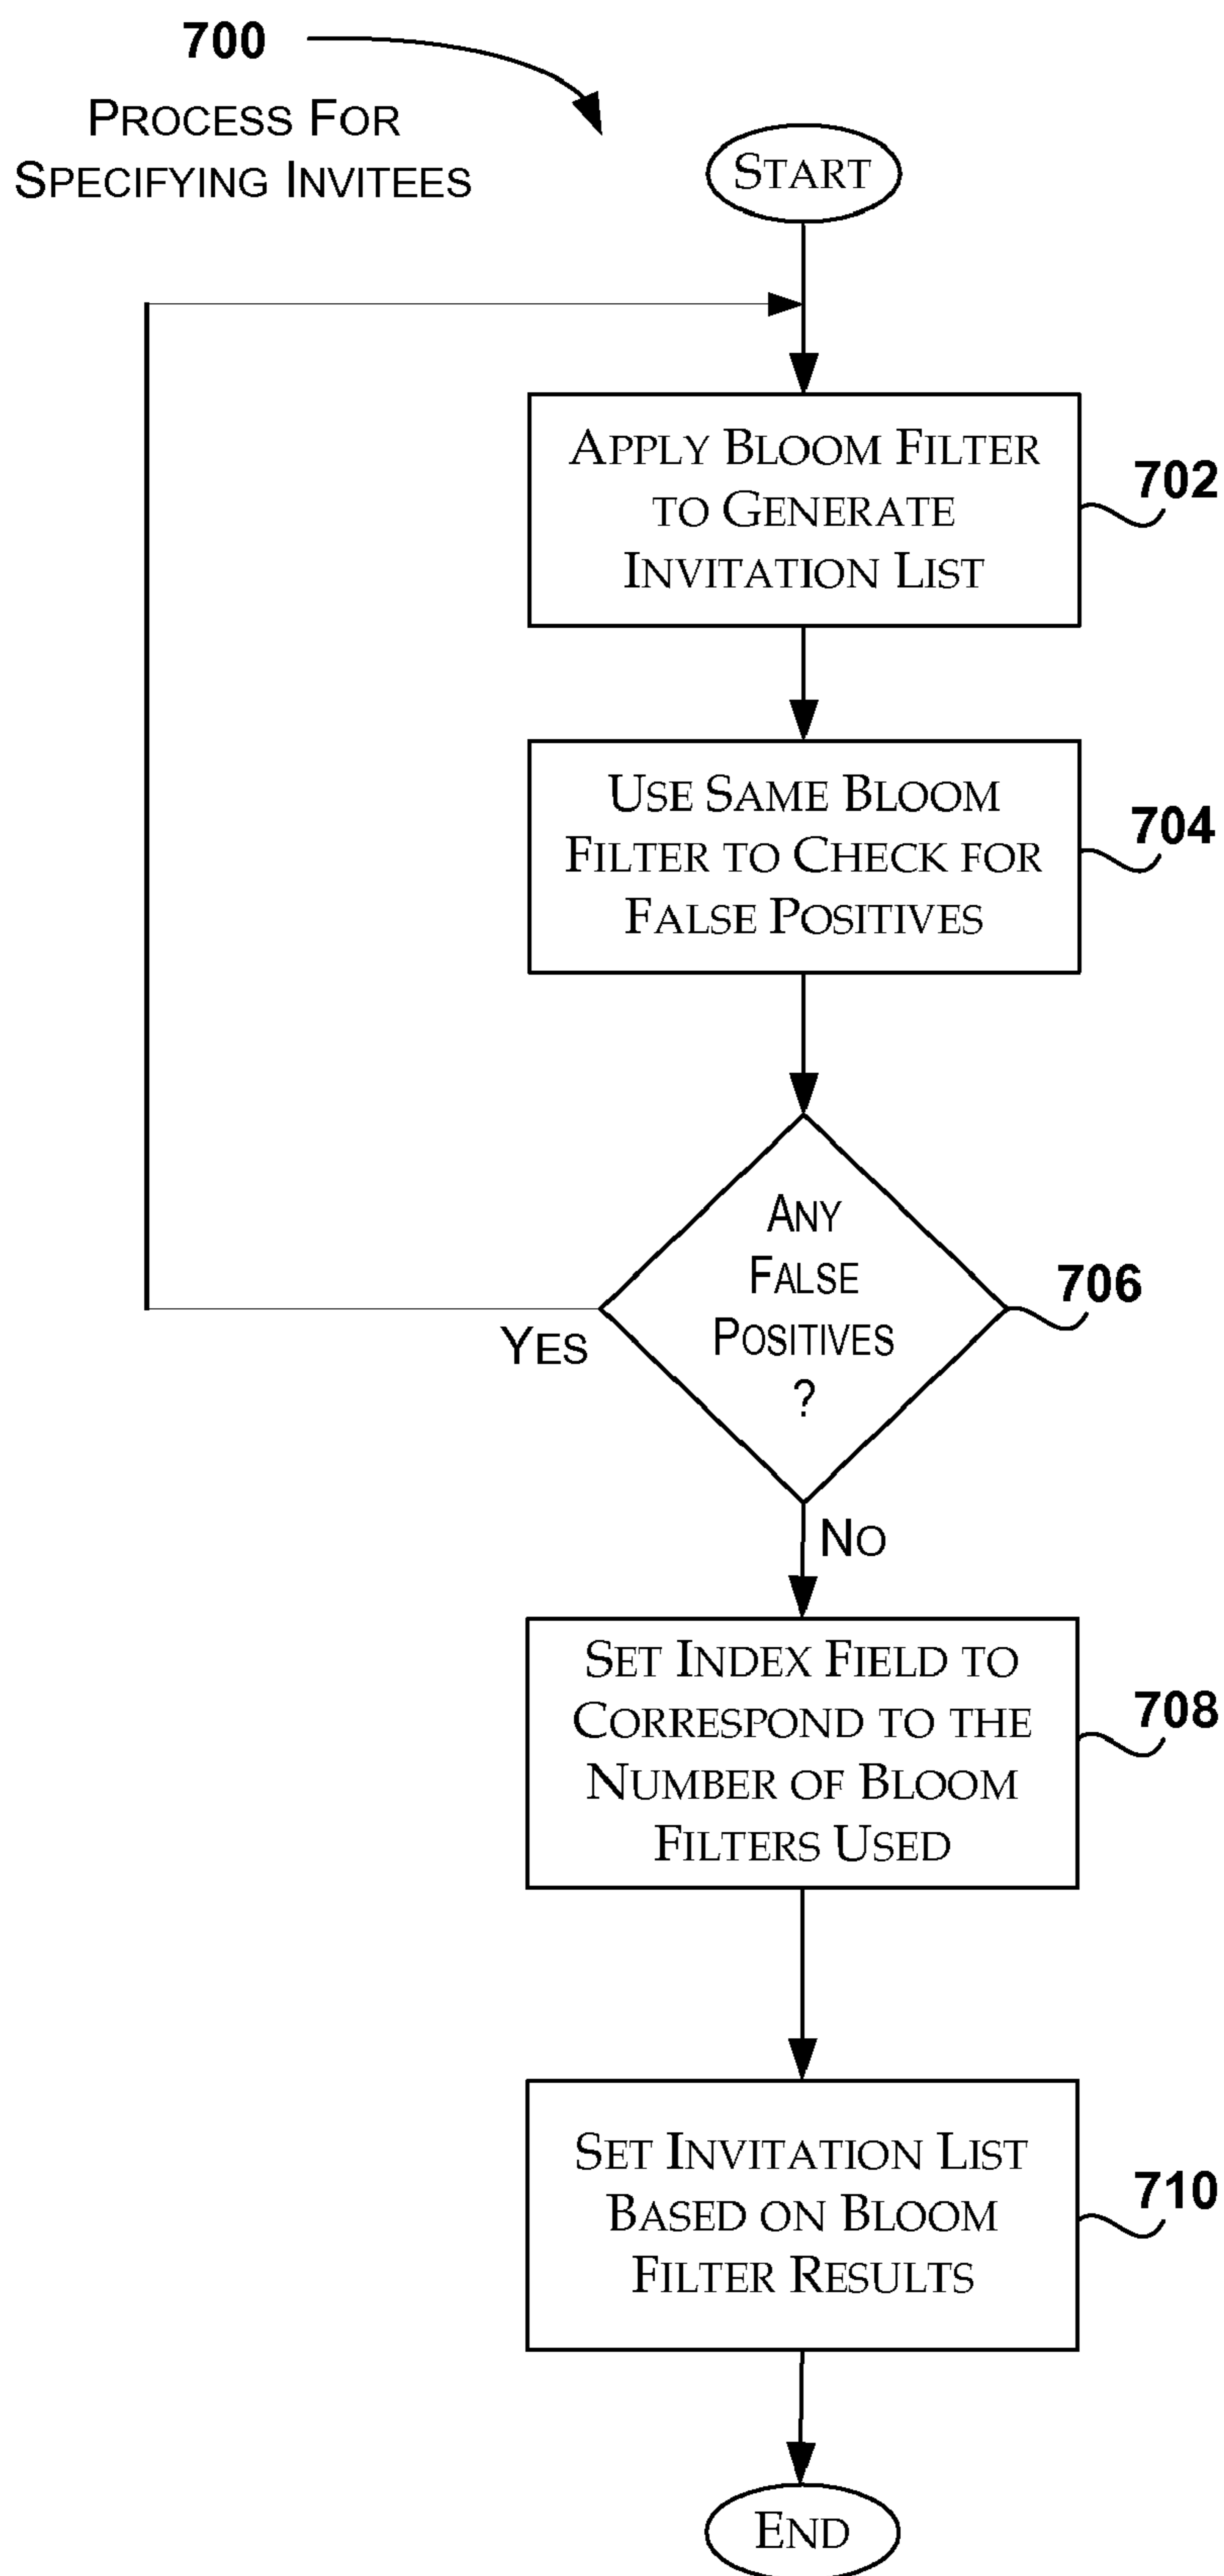 700
PROCESS FOR
SPECIFYING INVITEES
START
APPLY BLOOM FILTER
TO GENERATE
INVITATION LIST
702
USE SAME BLOOM
FILTER TO CHECK FOR
FALSE POSITIVES
704
ANY
FALSE
POSITIVES
?
706
YES
NO
SET INDEX FIELD TO
CORRESPOND TO THE
NUMBER OF BLOOM
FILTERS USED
708
SET INVITATION LIST
BASED ON BLOOM
FILTER RESULTS
710
END